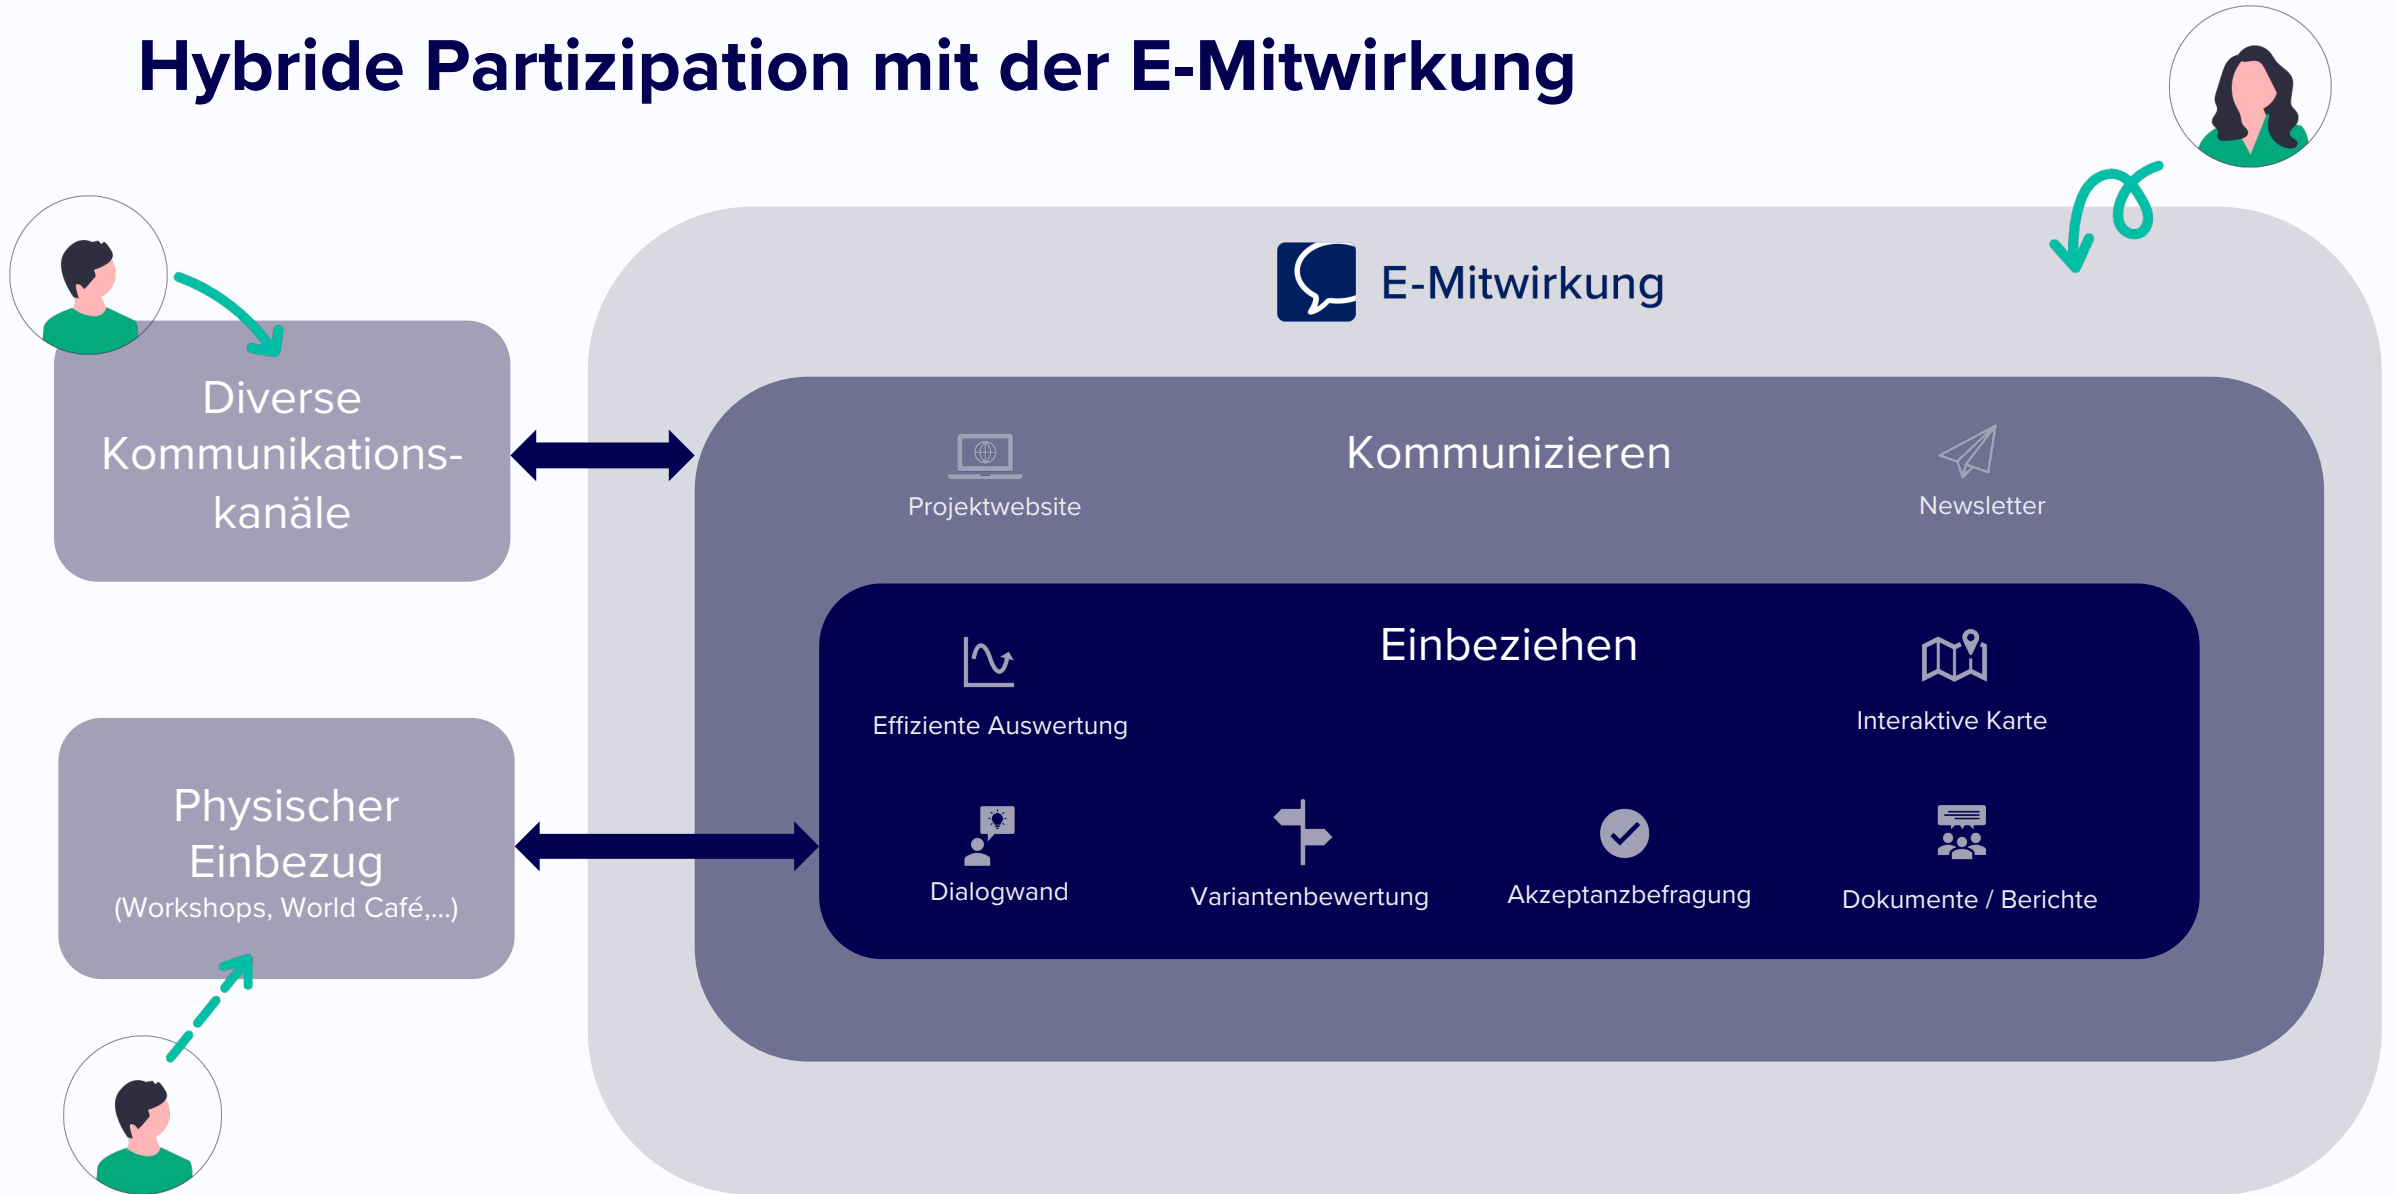 Hybride Partizipation mit der E-Mitwirkung
E-Mitwirkung
Diverse
Kommunikations-
kanäle
Kommunizieren
Projektwebsite
Newsletter
Einbeziehen
Effiziente Auswertung
Interaktive Karte
Physischer
Einbezug
(Workshops, World Café,...)
Dialogwand
Variantenbewertung
Akzeptanzbefragung
Dokumente / Berichte